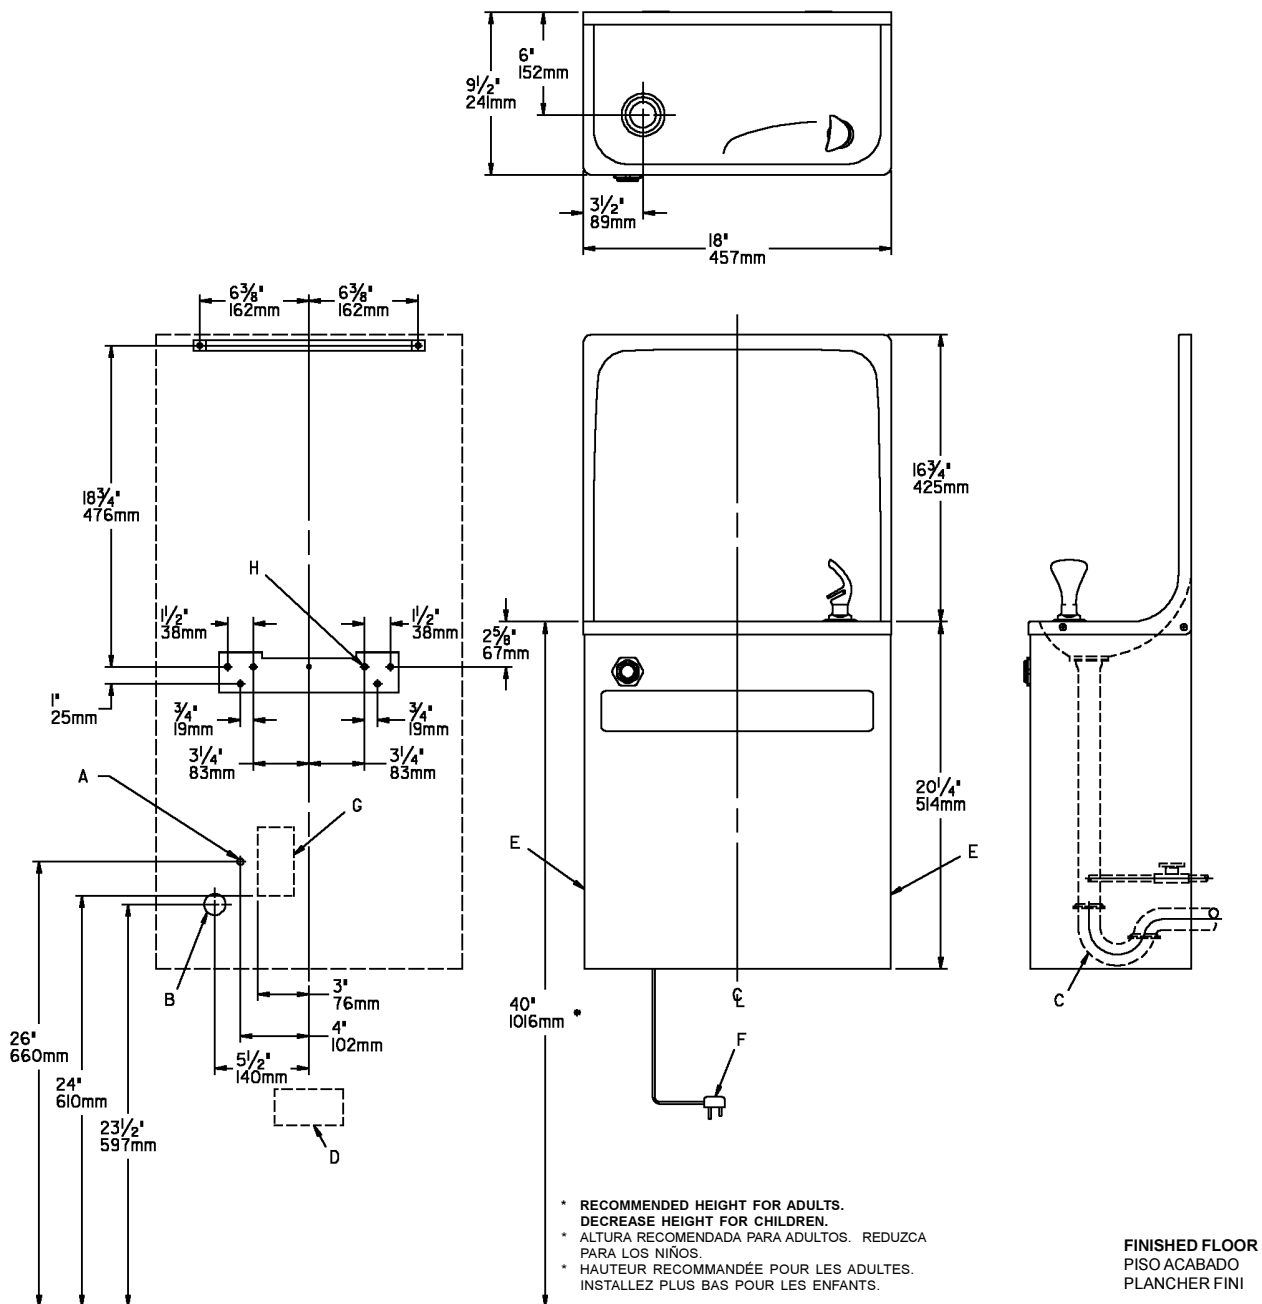 6"
152mm
9 1/2"
241mm
3 1/2"
89mm
18"
457mm
6 3/8"
162mm
6 3/8"
162mm
18 3/4"
476mm
16 3/4"
425mm
H
1 1/2"
38mm
1 1/2"
38mm
2 5/8"
67mm
1"
25mm
3/4"
19mm
3/4"
19mm
3 1/4"
83mm
3 1/4"
83mm
A
G
20 1/4"
514mm
E
E
B
3"
76mm
4"
102mm
5 1/2"
140mm
26"
660mm
24"
610mm
23 1/2"
597mm
D
40"
1016mm *
℄
F
C
* RECOMMENDED HEIGHT FOR ADULTS.
DECREASE HEIGHT FOR CHILDREN.
* ALTURA RECOMENDADA PARA ADULTOS. REDUZCA
PARA LOS NIÑOS.
* HAUTEUR RECOMMANDÉE POUR LES ADULTES.
INSTALLEZ PLUS BAS POUR LES ENFANTS.
FINISHED FLOOR
PISO ACABADO
PLANCHER FINI